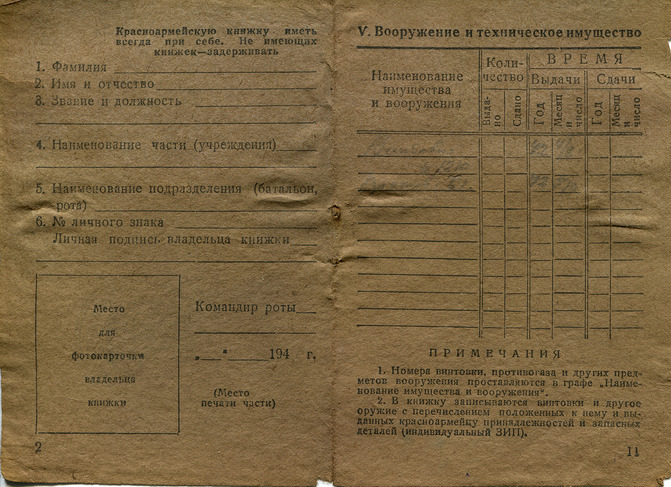 Красноармейскую книжку иметь
всегда при себе. Не имеющих
книжек—задерживать
1. Фамилия
2. Имя и отчество
3. Звание и должность
4. Наименование части (учреждения)
5. Наименование подразделения (батальон,
рота)
6. № личного знака
Личная подпись владельца книжки
Место
для
фотокарточки
владельца
книжки
Командир роты
„ “ 194 г.
(Место
печати части)
2
V. Вооружение и техническое имущество
Наименование
имущества
и вооружения
Коли-
чество
ВРЕМЯ
Выдачи
Сдачи
Выда-
но
Сдано
Год
Месяц
и
число
Год
Месяц
и
число
ПРИМЕЧАНИЯ
1. Номера винтовки, противогаза и других пред-
метов вооружения проставляются в графе „Наиме-
нование имущества и вооружения“.
2. В книжку записываются винтовки и другое
оружие с перечислением положенных к нему и вы-
данных красноармейцу принадлежностей и запасных
деталей (индивидуальный ЗИП).
11